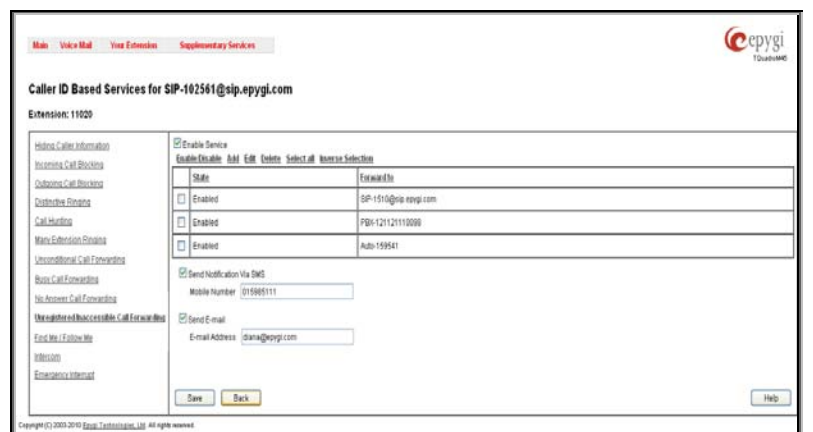 Main Voice Mail Your Extension Supplementary Services
epygi
TQuadroM45
Caller ID Based Services for SIP-102561@sip.epygi.com
Extension: 11020
Hiding Caller Information
Incoming Call Blocking
Outgoing Call Blocking
Distinctive Ringing
Call Hunting
Many Extension Ringing
Unconditional Call Forwarding
Busy Call Forwarding
No Answer Call Forwarding
Unregistered/Inaccessible Call Forwarding
Find Me / Follow Me
Intercom
Emergency Interrupt
Enable Service
Enable/Disable Add Edit Delete Select all Inverse Selection
State Forward to
Enabled SIP-1510@sip.epygi.com
Enabled PBX-121121110098
Enabled Auto-159541
Send Notification Via SMS
Mobile Number 015985111
Send E-mail
E-mail Address diana@epygi.com
Save Back Help
Copyright (C) 2003-2010 Epygi Technologies, Ltd. All rights reserved.